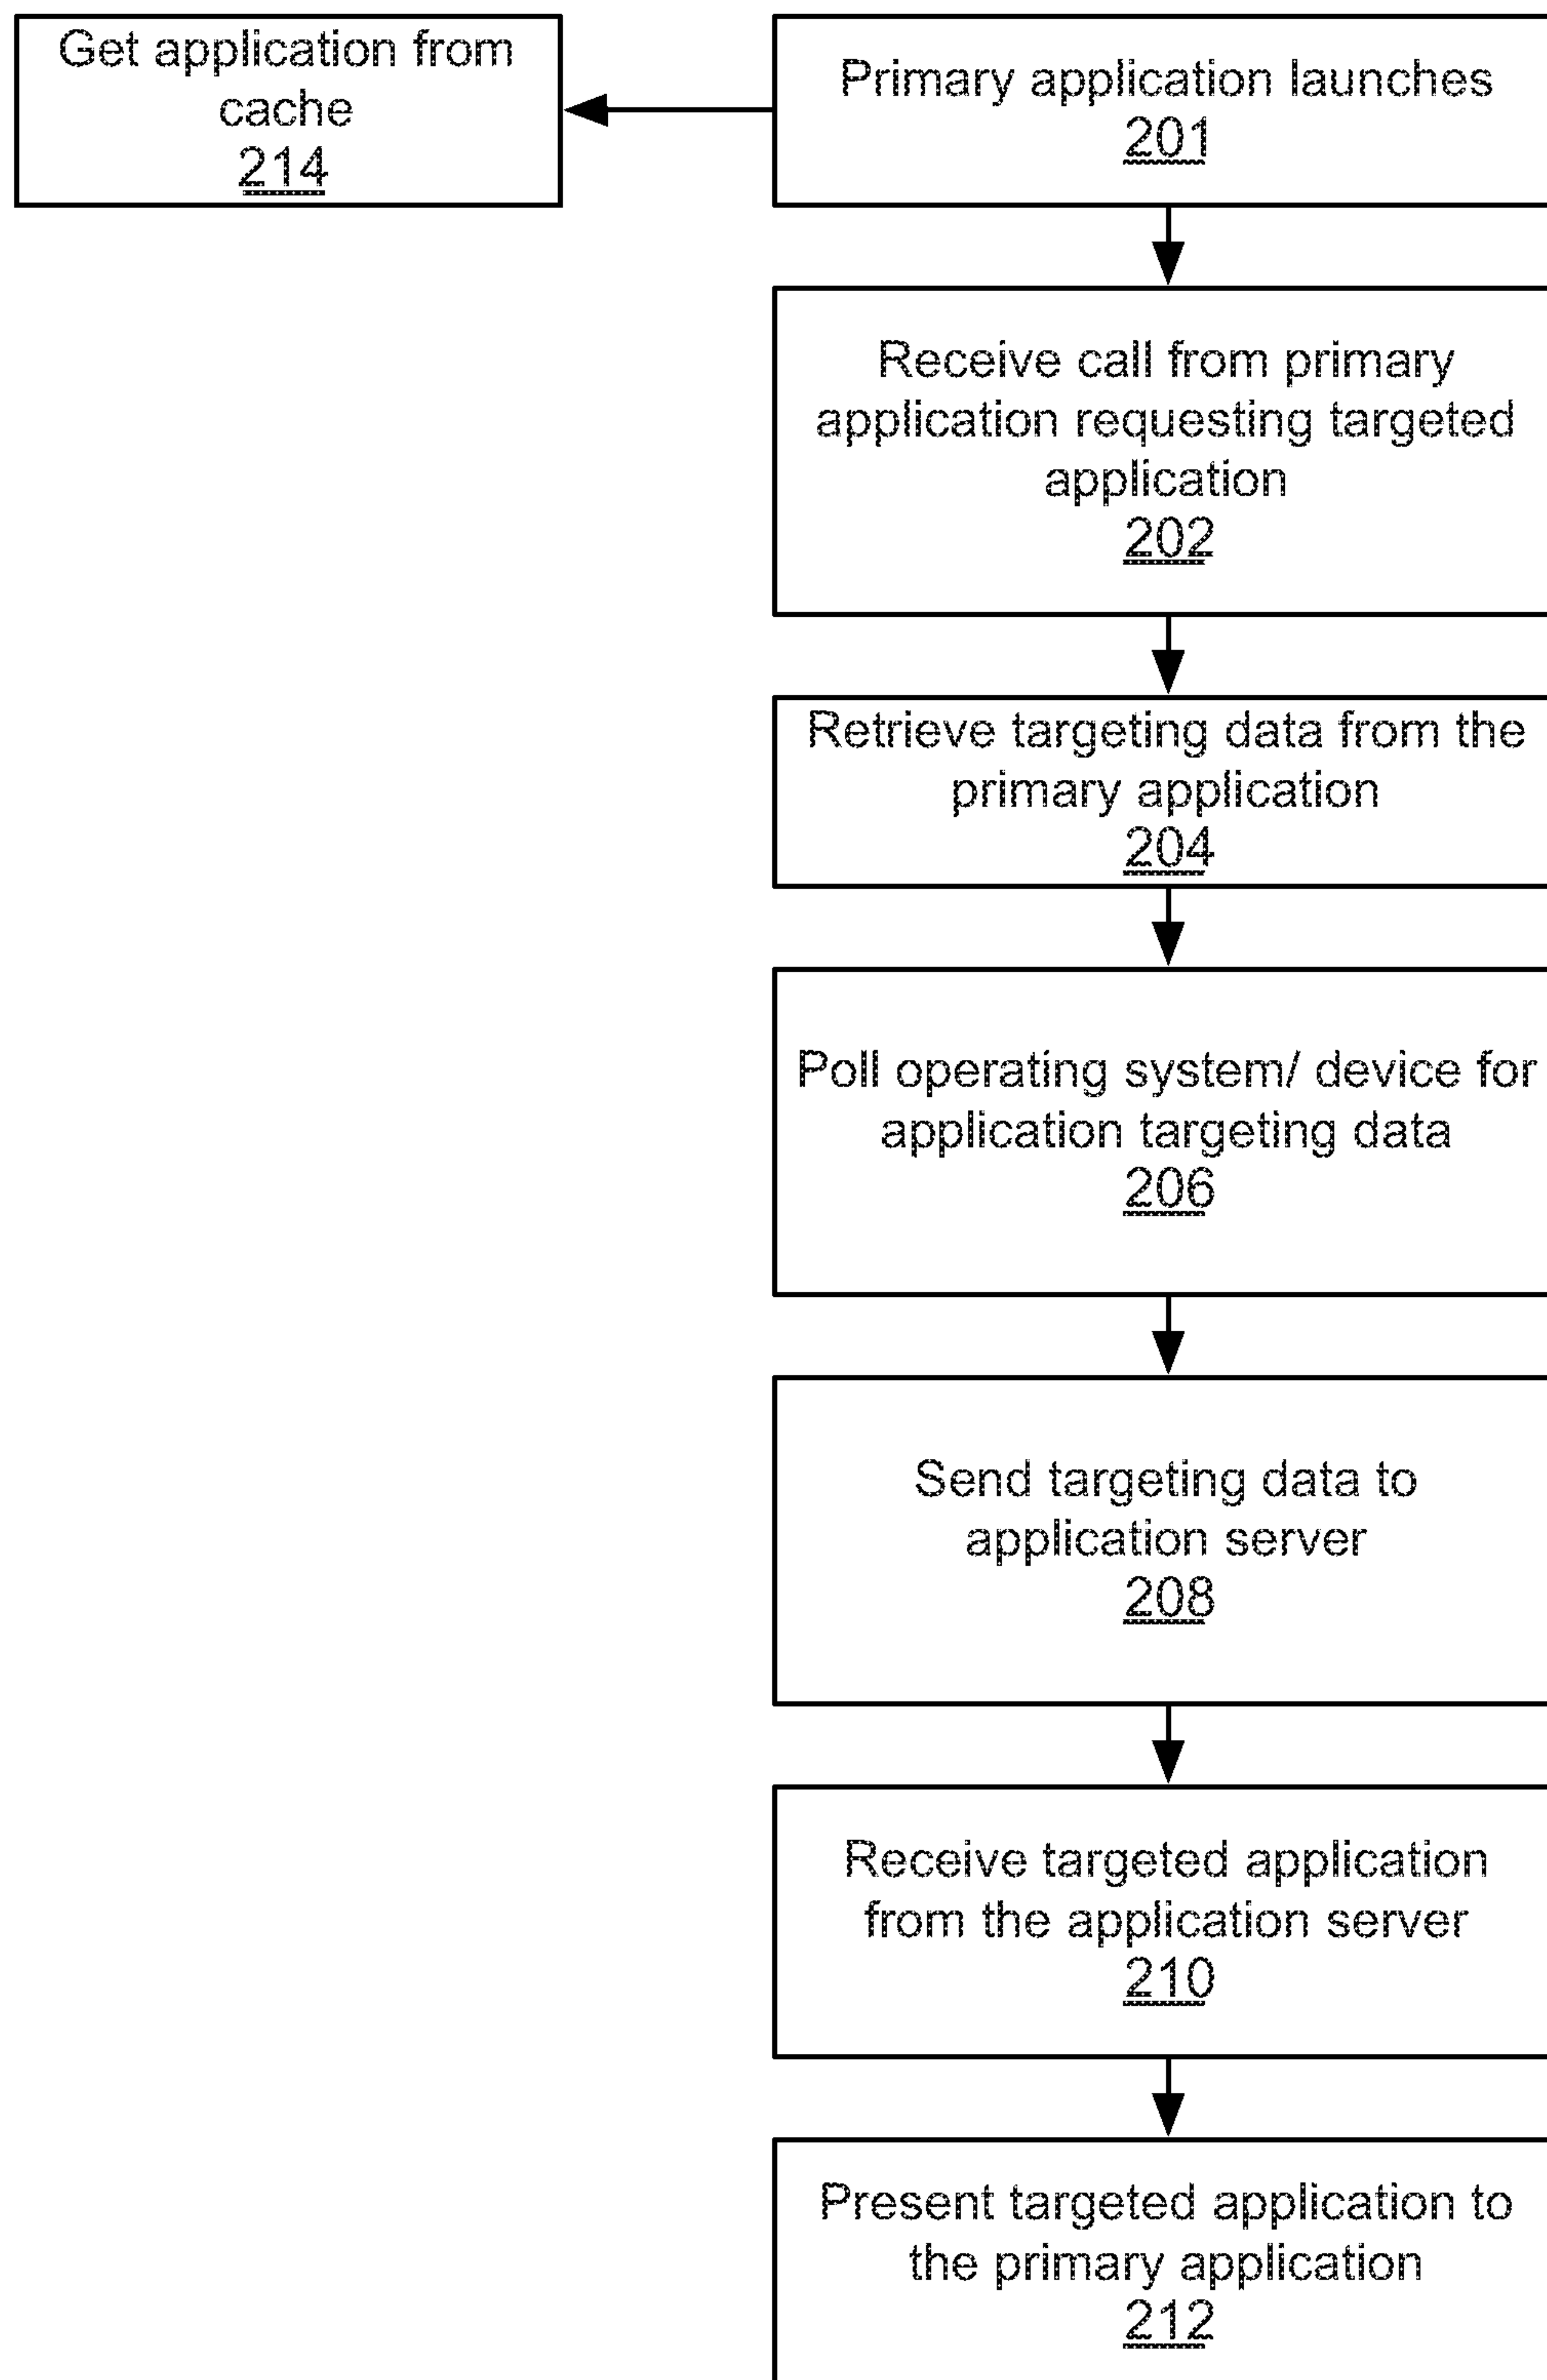 Get application from
cache
214
Primary application launches
201
Receive call from primary
application requesting targeted
application
202
Retrieve targeting data from the
primary application
204
Poll operating system/ device for
application targeting data
206
Send targeting data to
application server
208
Receive targeted application
from the application server
210
Present targeted application to
the primary application
212